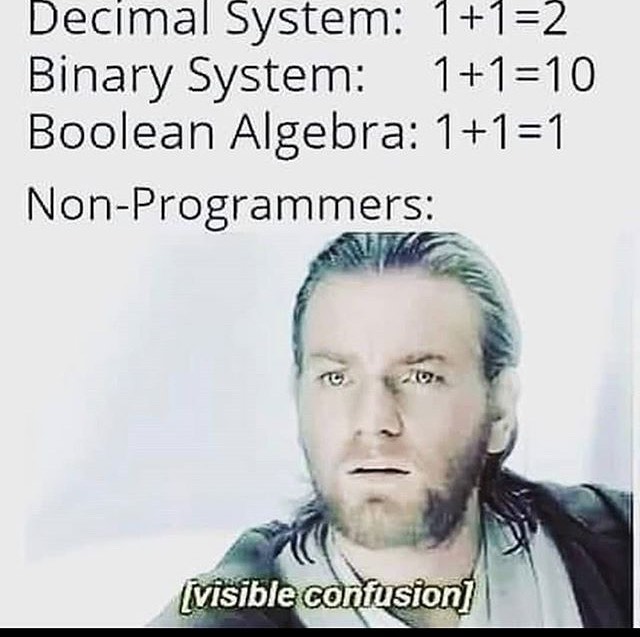 Decimal System: 1+1=2
Binary System: 1+1=10
Boolean Algebra: 1+1=1
Non-Programmers:
[visible confusion]